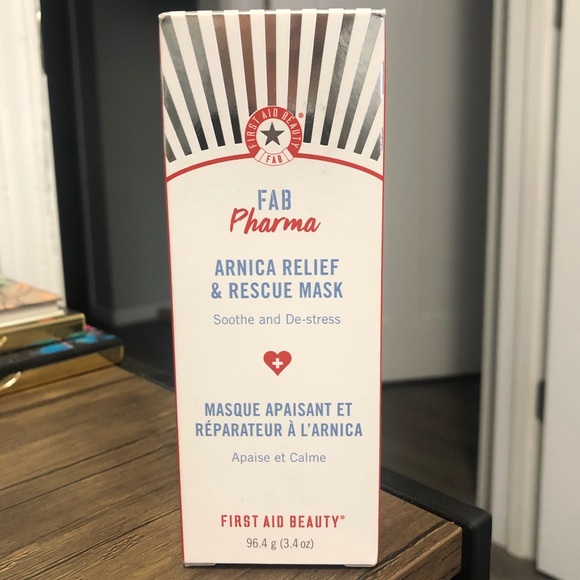 FIRST AID BEAUTY®
FAB
FAB
Pharma
ARNICA RELIEF
& RESCUE MASK
Soothe and De-stress
MASQUE APAISANT ET
RÉPARATEUR À L'ARNICA
Apaise et Calme
FIRST AID BEAUTY®
96.4 g (3.4 oz)